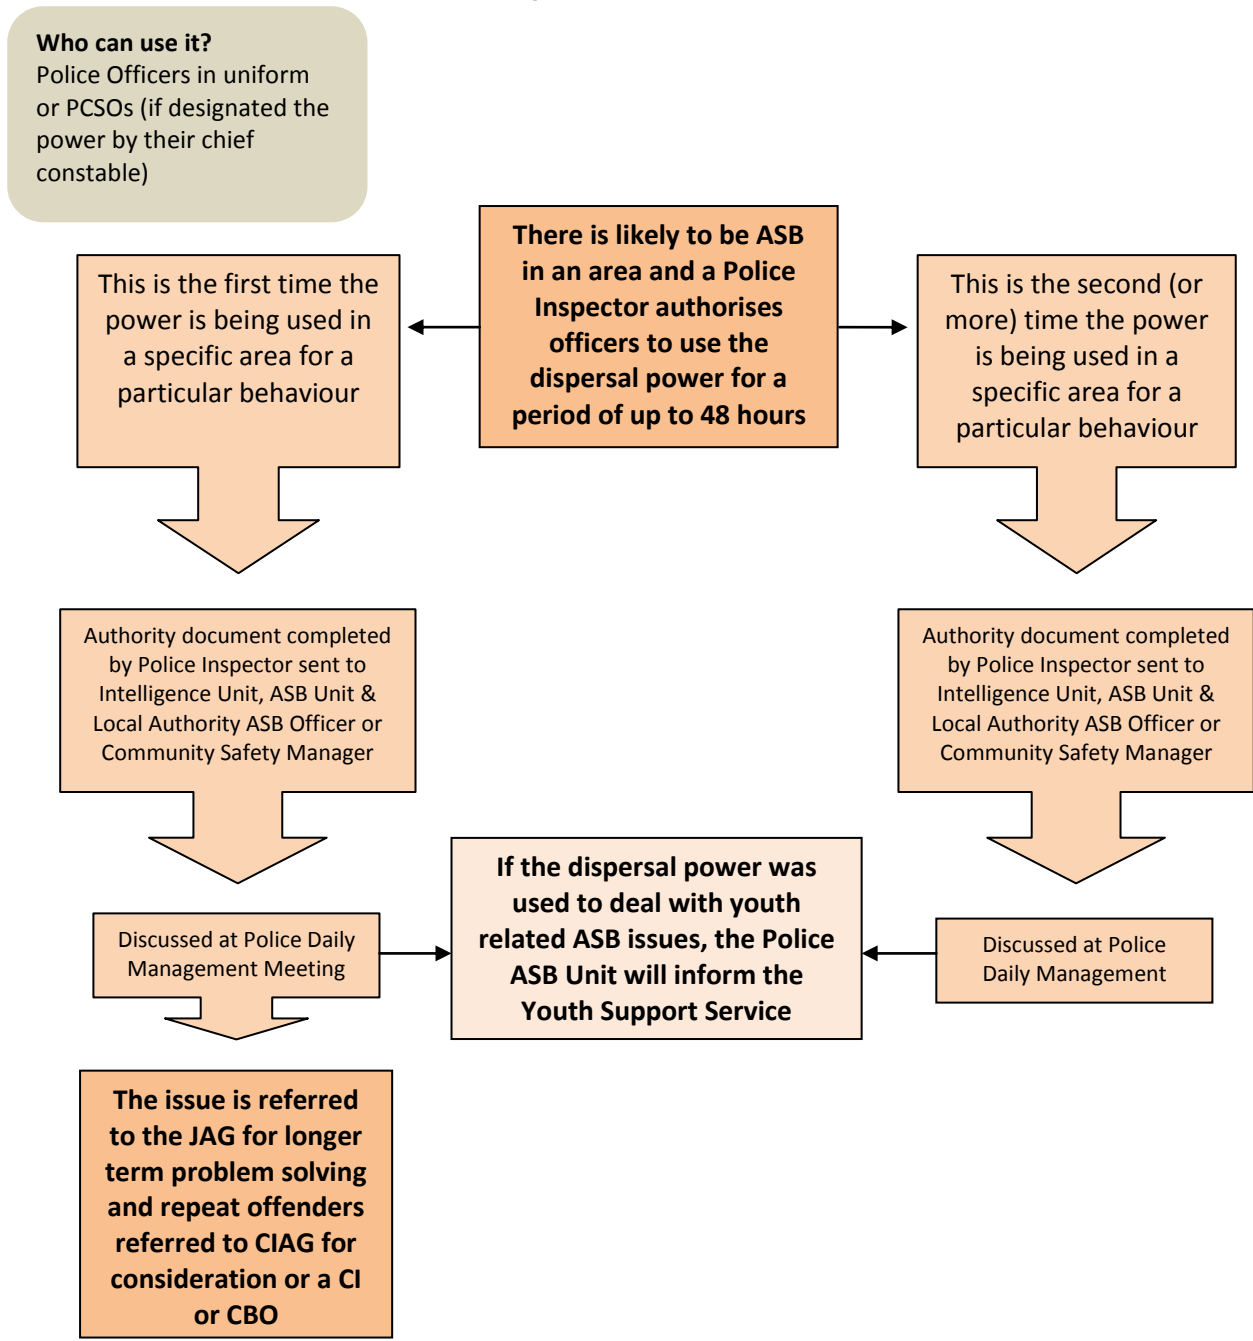 Who can use it?
Police Officers in uniform
or PCSOs (if designated the
power by their chief
constable)
There is likely to be ASB
in an area and a Police
Inspector authorises
officers to use the
dispersal power for a
period of up to 48 hours
This is the first time the
power is being used in
a specific area for a
particular behaviour
This is the second (or
more) time the power
is being used in a
specific area for a
particular behaviour
Authority document completed
by Police Inspector sent to
Intelligence Unit, ASB Unit &
Local Authority ASB Officer or
Community Safety Manager
Authority document completed
by Police Inspector sent to
Intelligence Unit, ASB Unit &
Local Authority ASB Officer or
Community Safety Manager
Discussed at Police Daily
Management Meeting
If the dispersal power was
used to deal with youth
related ASB issues, the Police
ASB Unit will inform the
Youth Support Service
Discussed at Police
Daily Management
The issue is referred
to the JAG for longer
term problem solving
and repeat offenders
referred to CIAG for
consideration or a CI
or CBO